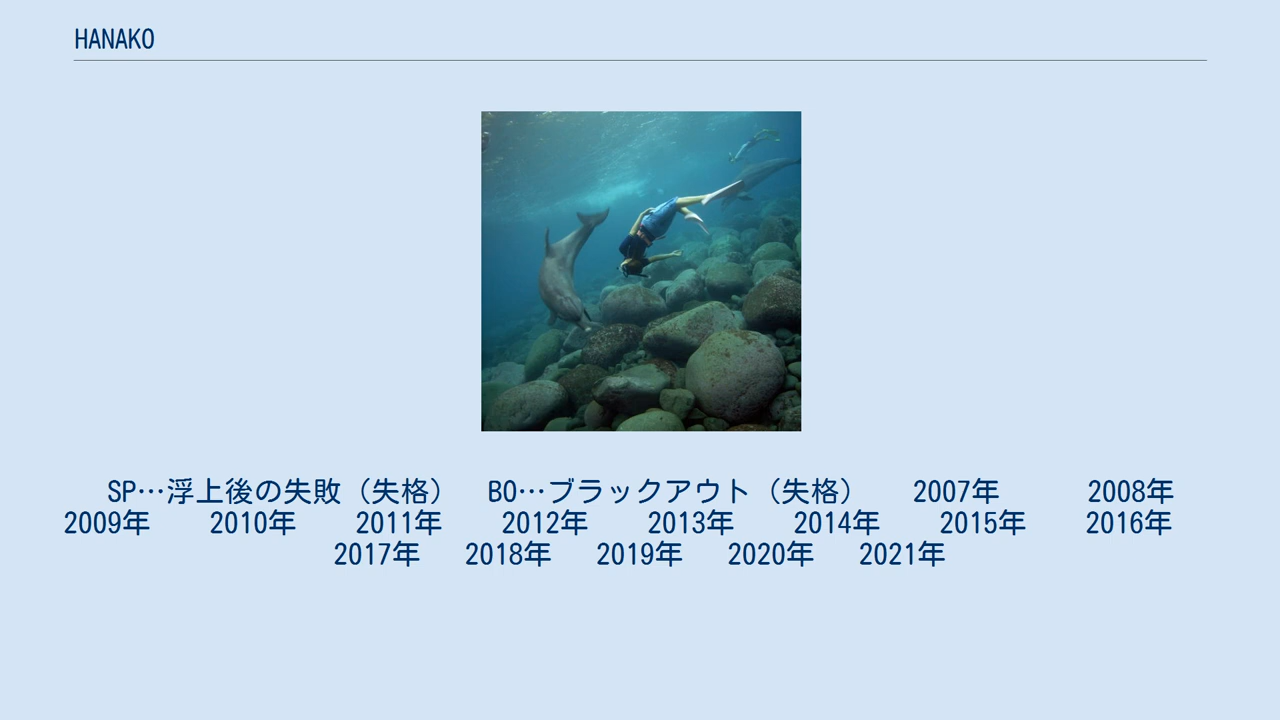 HANAKO
SP…浮上後の失敗（失格）　BO…ブラックアウト（失格）　2007年　2008年
2009年　2010年　2011年　2012年　2013年　2014年　2015年　2016年
2017年　2018年　2019年　2020年　2021年